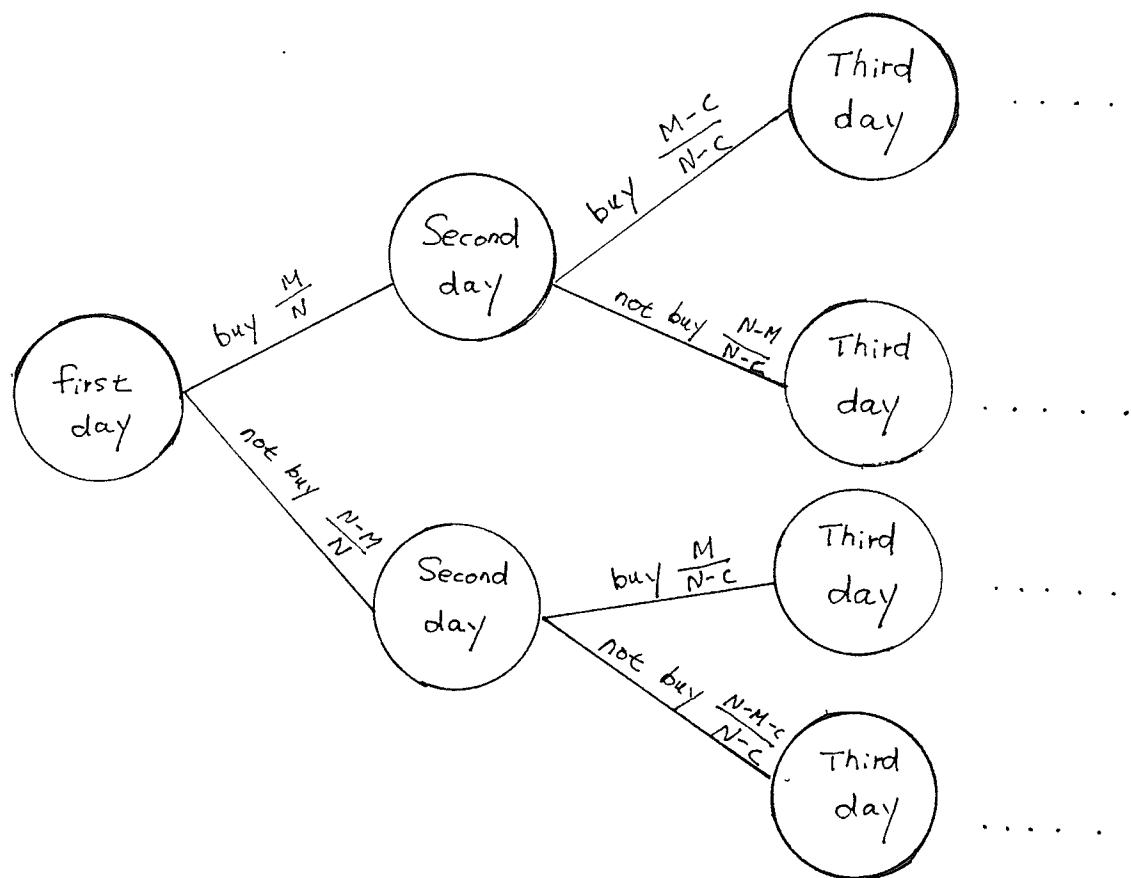 First
day
buy M/N
not buy N-M/N
Second
day
buy M-C/N-C
not buy N-M/N-C
Second
day
buy M/N-C
not buy N-M-C/N-C
Third
day
.....
Third
day
.....
Third
day
.....
Third
day
.....